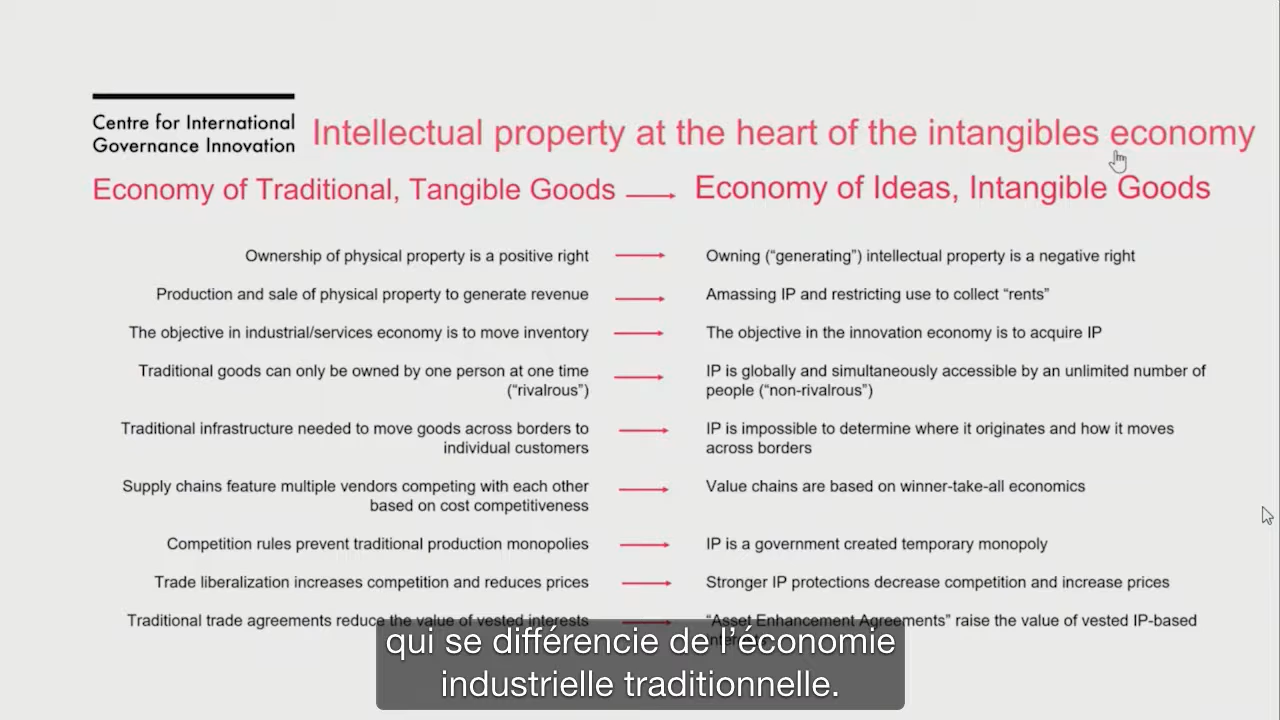 Centre for International
Governance Innovation
Intellectual property at the heart of the intangibles economy
Economy of Traditional, Tangible Goods
Economy of Ideas, Intangible Goods
Ownership of physical property is a positive right
Owning (“generating”) intellectual property is a negative right
Production and sale of physical property to generate revenue
Amassing IP and restricting use to collect “rents”
The objective in industrial/services economy is to move inventory
The objective in the innovation economy is to acquire IP
Traditional goods can only be owned by one person at one time
(“rivalrous”)
IP is globally and simultaneously accessible by an unlimited number of
people (“non-rivalrous”)
Traditional infrastructure needed to move goods across borders to
individual customers
IP is impossible to determine where it originates and how it moves
across borders
Supply chains feature multiple vendors competing with each other
based on cost competitiveness
Value chains are based on winner-take-all economics
Competition rules prevent traditional production monopolies
IP is a government created temporary monopoly
Trade liberalization increases competition and reduces prices
Stronger IP protections decrease competition and increase prices
Traditional trade agreements reduce the value of vested interests
“Asset Enhancement Agreements” raise the value of vested IP-based
qui se différencie de l’économie
industrielle traditionnelle.